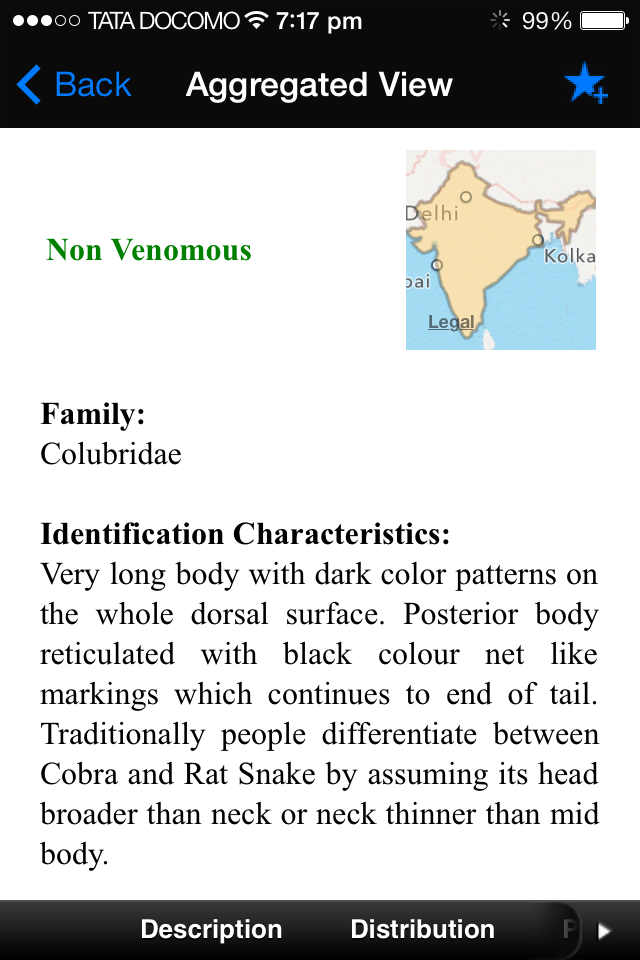 TATA DOCOMO 7:17 pm 99%
Back Aggregated View
Delhi
Non Venomous
Kolka
bai
Legal
Family:
Colubridae
Identification Characteristics:
Very long body with dark color patterns on
the whole dorsal surface. Posterior body
reticulated with black colour net like
markings which continues to end of tail.
Traditionally people differentiate between
Cobra and Rat Snake by assuming its head
broader than neck or neck thinner than mid
body.
Description Distribution P